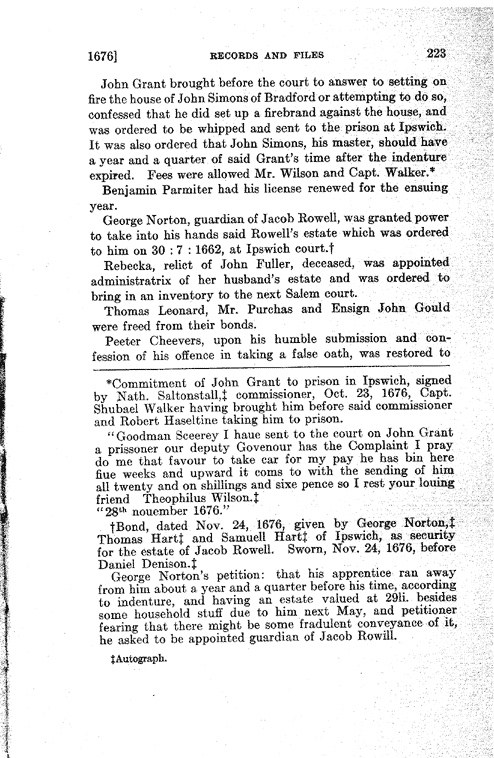 1676] RECORDS AND FILES 223
John Grant brought before the court to answer to setting on
fire the house of John Simons of Bradford or attempting to do so,
confessed that he did set up a firebrand against the house, and
was ordered to be whipped and sent to the prison at Ipswich.
It was also ordered that John Simons, his master, should have
a year and a quarter of said Grant's time after the indenture
expired. Fees were allowed Mr. Wilson and Capt. Walker.*
Benjamin Parmiter had his license renewed for the ensuing
year.
George Norton, guardian of Jacob Rowell, was granted power
to take into his hands said Rowell's estate which was ordered
to him on 30 : 7 : 1662, at Ipswich court.†
Rebecka, relict of John Fuller, deceased, was appointed
administratrix of her husband's estate and was ordered to
bring in an inventory to the next Salem court.
Thomas Leonard, Mr. Purchas and Ensign John Gould
were freed from their bonds.
Peeter Cheevers, upon his humble submission and con-
fession of his offence in taking a false oath, was restored to
*Commitment of John Grant to prison in Ipswich, signed
by Nath. Saltonstall,‡ commissioner, Oct. 23, 1676, Capt.
Shubael Walker having brought him before said commissioner
and Robert Haseltine taking him to prison.
"Goodman Sceerey I haue sent to the court on John Grant
a prissoner our deputy Govenour has the Complaint I pray
do me that favour to take car for my pay he has bin here
fiue weeks and upward it coms to with the sending of him
all twenty and on shillings and sixe pence so I rest your louing
friend Theophilus Wilson.‡
"28th nouember 1676."
†Bond, dated Nov. 24, 1676, given by George Norton,‡
Thomas Hart‡ and Samuell Hart‡ of Ipswich, as security
for the estate of Jacob Rowell. Sworn, Nov. 24, 1676, before
Daniel Denison.‡
George Norton's petition: that his apprentice ran away
from him about a year and a quarter before his time, according
to indenture, and having an estate valued at 29li. besides
some household stuff due to him next May, and petitioner
fearing that there might be some fradulent conveyance of it,
he asked to be appointed guardian of Jacob Rowill.
‡Autograph.